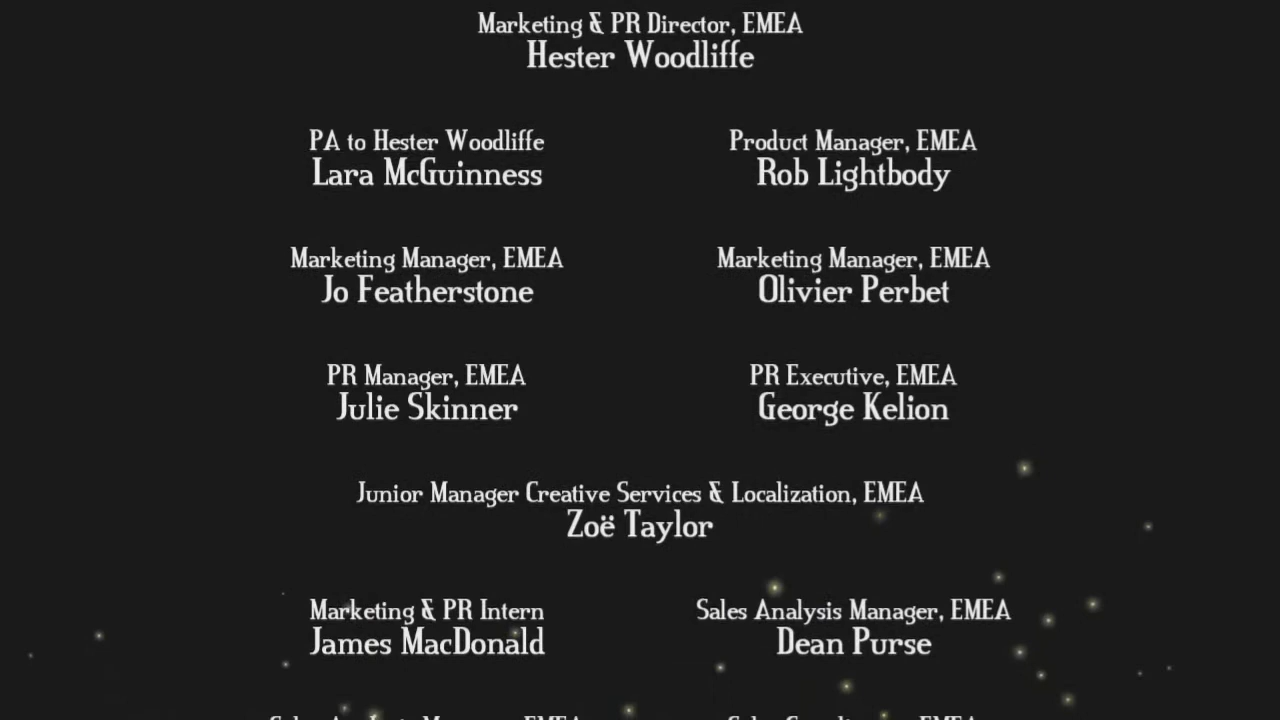 Marketing & PR Director, EMEA
Hester Woodliffe
PA to Hester Woodliffe
Lara McGuinness
Product Manager, EMEA
Rob Lightbody
Marketing Manager, EMEA
Jo Featherstone
Marketing Manager, EMEA
Olivier Perbet
PR Manager, EMEA
Julie Skinner
PR Executive, EMEA
George Kelion
Junior Manager Creative Services & Localization, EMEA
Zoë Taylor
Marketing & PR Intern
James MacDonald
Sales Analysis Manager, EMEA
Dean Purse